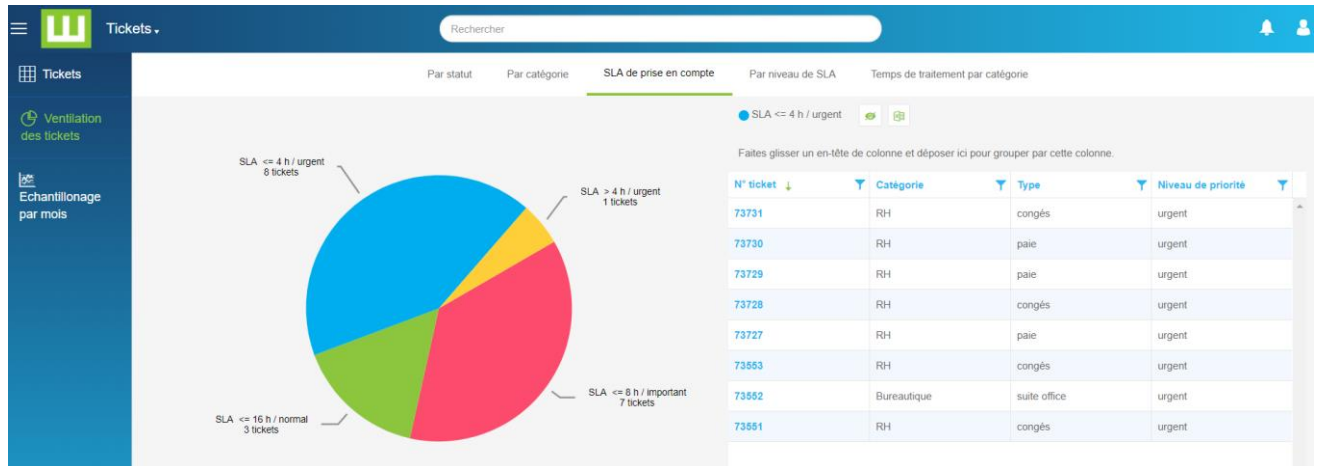 Tickets
Rechercher
Tickets
Ventilation
des tickets
Echantillonage
par mois
Par statut
Par catégorie
SLA de prise en compte
Par niveau de SLA
Temps de traitement par catégorie
SLA <= 4 h / urgent
8 tickets
SLA > 4 h / urgent
1 tickets
SLA <= 8 h / important
7 tickets
SLA <= 16 h / normal
3 tickets
SLA <= 4 h / urgent
Faites glisser un en-tête de colonne et déposer ici pour grouper par cette colonne.
N° ticket Catégorie Type Niveau de priorité
73731 RH congés urgent
73730 RH paie urgent
73729 RH paie urgent
73728 RH congés urgent
73727 RH paie urgent
73553 RH congés urgent
73552 Bureautique suite office urgent
73551 RH congés urgent